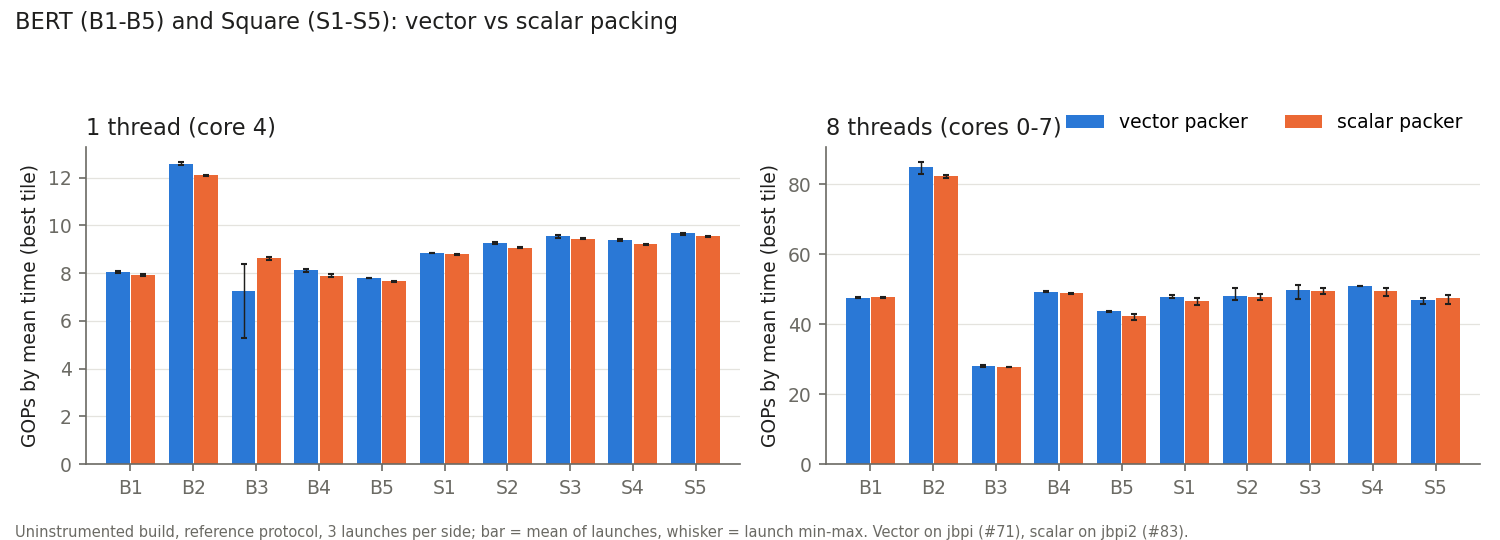 BERT (B1-B5) and Square (S1-S5): vector vs scalar packing
1 thread (core 4)
GOPs by mean time (best tile)
12
10
8
6
4
2
0
B1 B2 B3 B4 B5 S1 S2 S3 S4 S5
8 threads (cores 0-7)
vector packer scalar packer
GOPs by mean time (best tile)
80
60
40
20
0
B1 B2 B3 B4 B5 S1 S2 S3 S4 S5
Uninstrumented build, reference protocol, 3 launches per side; bar = mean of launches, whisker = launch min-max. Vector on jbpi (#71), scalar on jbpi2 (#83).